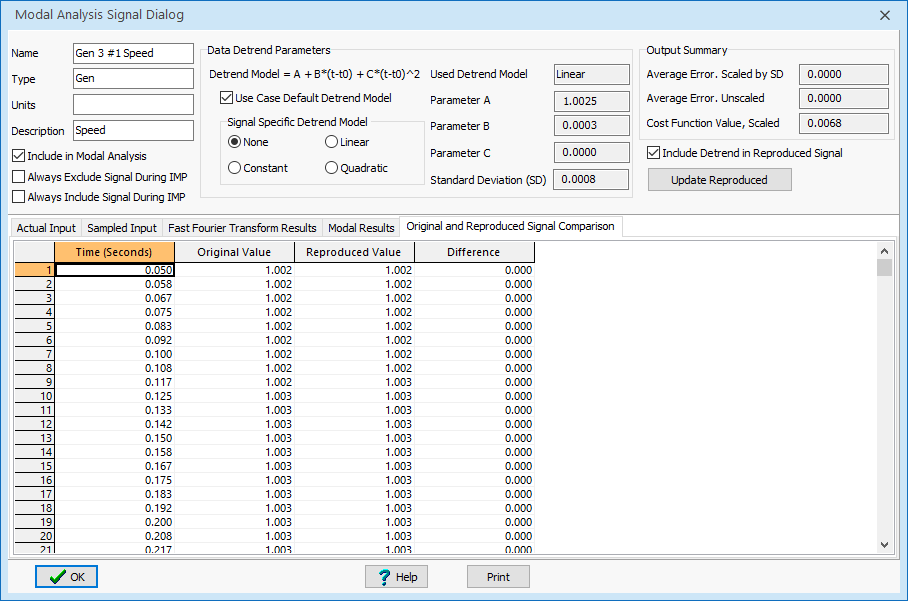 Modal Analysis Signal Dialog
Name Gen 3 #1 Speed
Type Gen
Units
Description Speed
Include in Modal Analysis
Always Exclude Signal During IMP
Always Include Signal During IMP
Data Detrend Parameters
Detrend Model = A + B*(t-t0) + C*(t-t0)^2
Use Case Default Detrend Model
Signal Specific Detrend Model
None Linear
Constant Quadratic
Used Detrend Model Linear
Parameter A 1.0025
Parameter B 0.0003
Parameter C 0.0000
Standard Deviation (SD) 0.0008
Output Summary
Average Error. Scaled by SD 0.0000
Average Error. Unscaled 0.0000
Cost Function Value, Scaled 0.0068
Include Detrend in Reproduced Signal
Update Reproduced
Actual Input Sampled Input Fast Fourier Transform Results Modal Results Original and Reproduced Signal Comparison
Time (Seconds) Original Value Reproduced Value Difference
1 0.050 1.002 1.002 0.000
2 0.058 1.002 1.002 0.000
3 0.067 1.002 1.002 0.000
4 0.075 1.002 1.002 0.000
5 0.083 1.002 1.002 0.000
6 0.092 1.002 1.002 0.000
7 0.100 1.002 1.002 0.000
8 0.108 1.002 1.002 0.000
9 0.117 1.002 1.003 0.000
10 0.125 1.003 1.003 0.000
11 0.133 1.003 1.003 0.000
12 0.142 1.003 1.003 0.000
13 0.150 1.003 1.003 0.000
14 0.158 1.003 1.003 0.000
15 0.167 1.003 1.003 0.000
16 0.175 1.003 1.003 0.000
17 0.183 1.003 1.003 0.000
18 0.192 1.003 1.003 0.000
19 0.200 1.003 1.003 0.000
20 0.208 1.003 1.003 0.000
21 0.217 1.003 1.003 0.000
OK ? Help Print